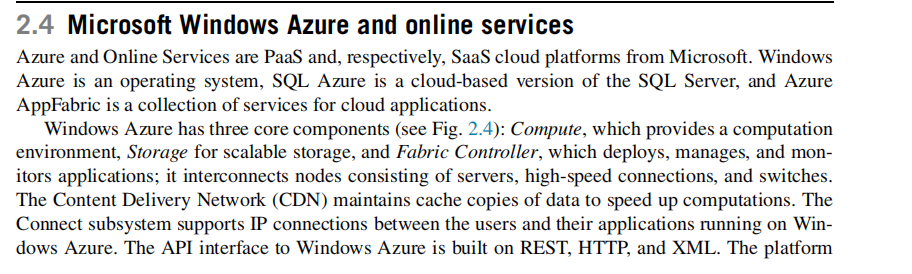 2.4 Microsoft Windows Azure and online services
Azure and Online Services are PaaS and, respectively, SaaS cloud platforms from Microsoft. Windows
Azure is an operating system, SQL Azure is a cloud-based version of the SQL Server, and Azure
AppFabric is a collection of services for cloud applications.
Windows Azure has three core components (see Fig. 2.4): Compute, which provides a computation
environment, Storage for scalable storage, and Fabric Controller, which deploys, manages, and mon-
itors applications; it interconnects nodes consisting of servers, high-speed connections, and switches.
The Content Delivery Network (CDN) maintains cache copies of data to speed up computations. The
Connect subsystem supports IP connections between the users and their applications running on Win-
dows Azure. The API interface to Windows Azure is built on REST, HTTP, and XML. The platform